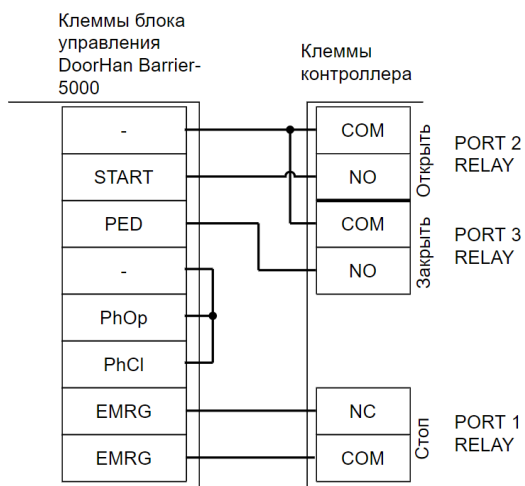 Клеммы блока
управления
DoorHan Barrier-
5000
Клеммы
контроллера
-
START
PED
-
PhOp
PhCl
EMRG
EMRG
COM
NO
COM
NO
NC
COM
Открыть
Закрыть
Стоп
PORT 2
RELAY
PORT 3
RELAY
PORT 1
RELAY